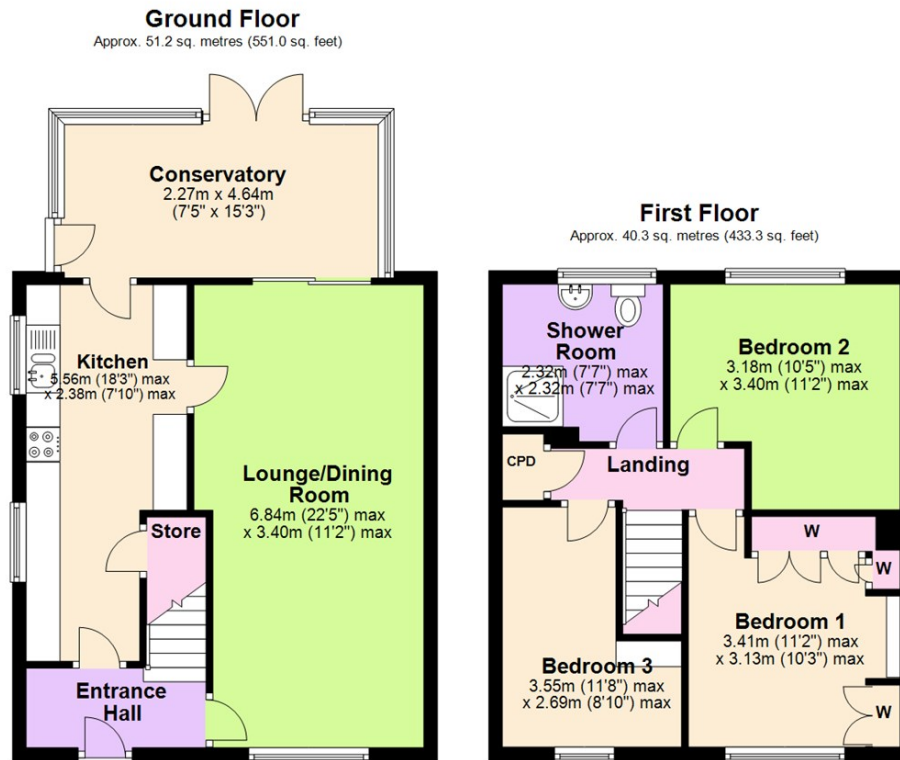 Ground Floor
Approx. 51.2 sq. metres (551.0 sq. feet)
Conservatory
2.27m x 4.64m
(7'5" x 15'3")
Kitchen
5.56m (18'3") max
x 2.38m (7'10") max
Lounge/Dining
Room
6.84m (22'5") max
x 3.40m (11'2") max
Store
Entrance
Hall
First Floor
Approx. 40.3 sq. metres (433.3 sq. feet)
Shower
Room
2.32m (7'7") max
x 2.32m (7'7") max
Bedroom 2
3.18m (10'5") max
x 3.40m (11'2") max
CPD
Landing
W
W
Bedroom 1
3.41m (11'2") max
x 3.13m (10'3") max
Bedroom 3
3.55m (11'8") max
x 2.69m (8'10") max
W